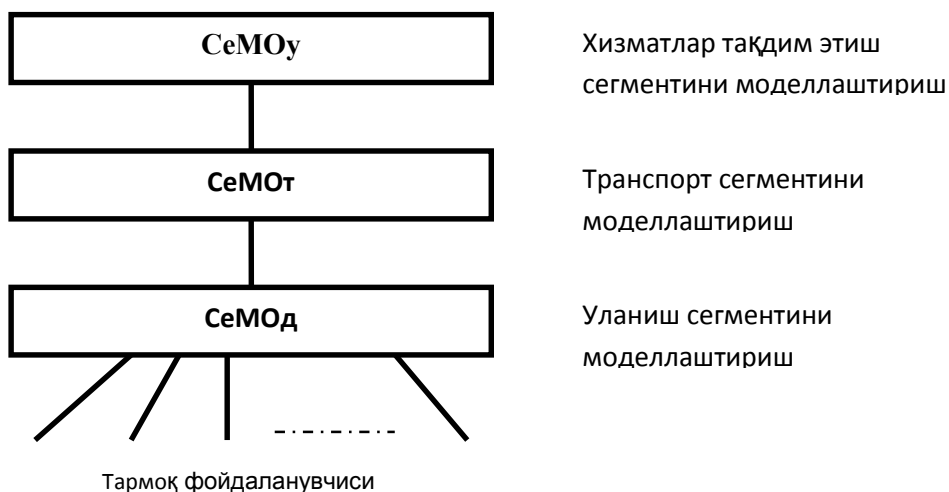 СеМОу
Хизматлар тақдим этиш
сегментини моделлаштириш
СеМОт
Транспорт сегментини
моделлаштириш
СеМОд
Уланиш сегментини
моделлаштириш
Тармоқ фойдаланувчиси